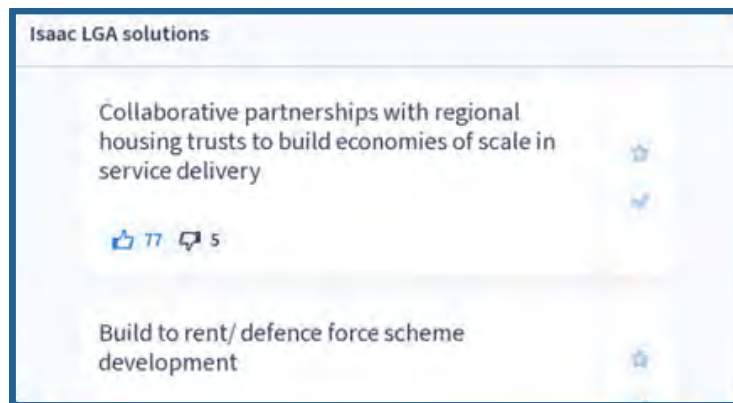 Isaac LGA solutions
Collaborative partnerships with regional
housing trusts to build economies of scale in
service delivery
77 5
Build to rent/ defence force scheme
development